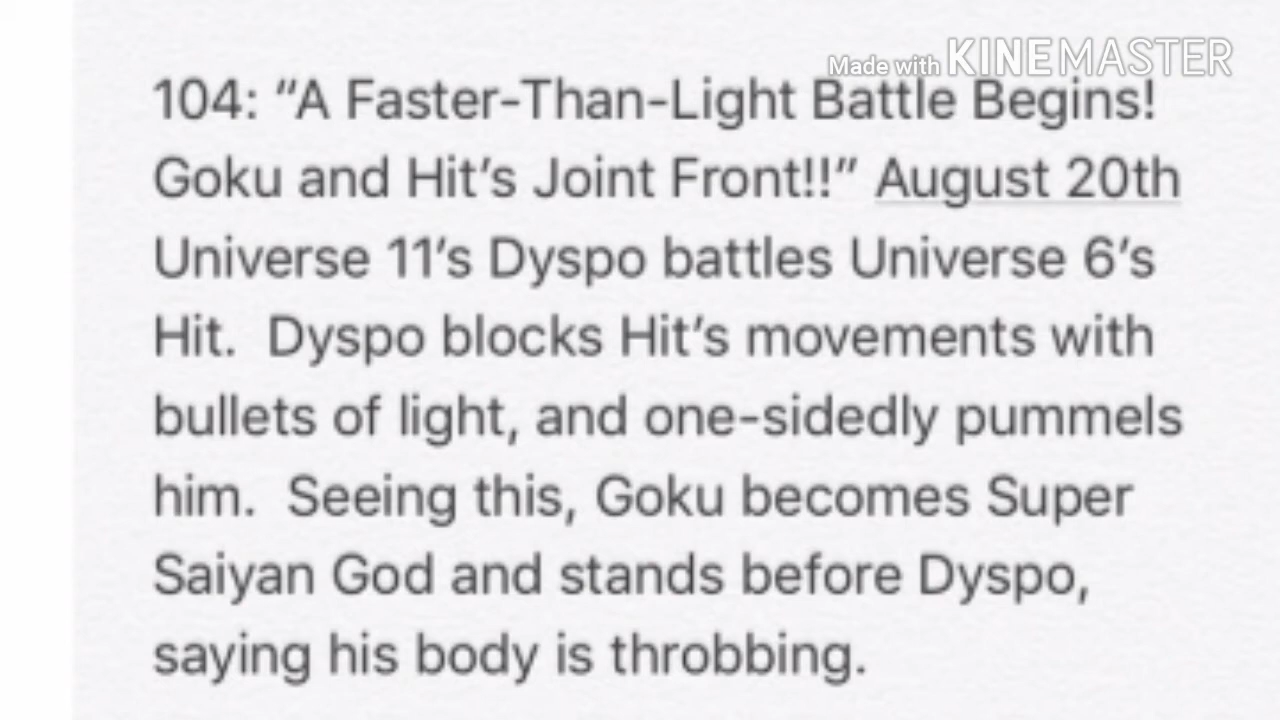 Made with KINEMASTER
104: “A Faster-Than-Light Battle Begins!
Goku and Hit’s Joint Front!!” August 20th
Universe 11’s Dyspo battles Universe 6’s
Hit.  Dyspo blocks Hit’s movements with
bullets of light, and one-sidedly pummels
him.  Seeing this, Goku becomes Super
Saiyan God and stands before Dyspo,
saying his body is throbbing.